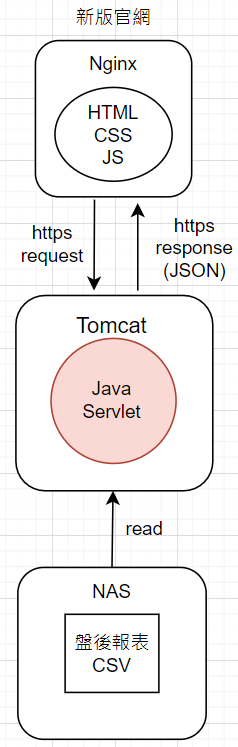 新版官網
Nginx
HTML
CSS
JS
https
request
https
response
(JSON)
Tomcat
Java
Servlet
read
NAS
盤後報表
CSV